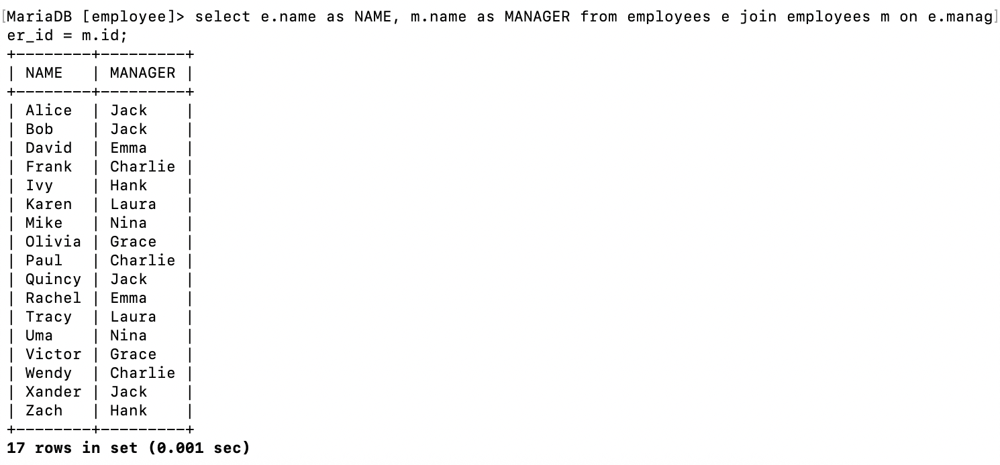 [MariaDB [employee]> select e.name as NAME, m.name as MANAGER from employees e join employees m on e.manag]
er_id = m.id;
+--------+---------+
| NAME   | MANAGER |
+--------+---------+
| Alice  | Jack    |
| Bob    | Jack    |
| David  | Emma    |
| Frank  | Charlie |
| Ivy    | Hank    |
| Karen  | Laura   |
| Mike   | Nina    |
| Olivia | Grace   |
| Paul   | Charlie |
| Quincy | Jack    |
| Rachel | Emma    |
| Tracy  | Laura   |
| Uma    | Nina    |
| Victor | Grace   |
| Wendy  | Charlie |
| Xander | Jack    |
| Zach   | Hank    |
+--------+---------+
17 rows in set (0.001 sec)